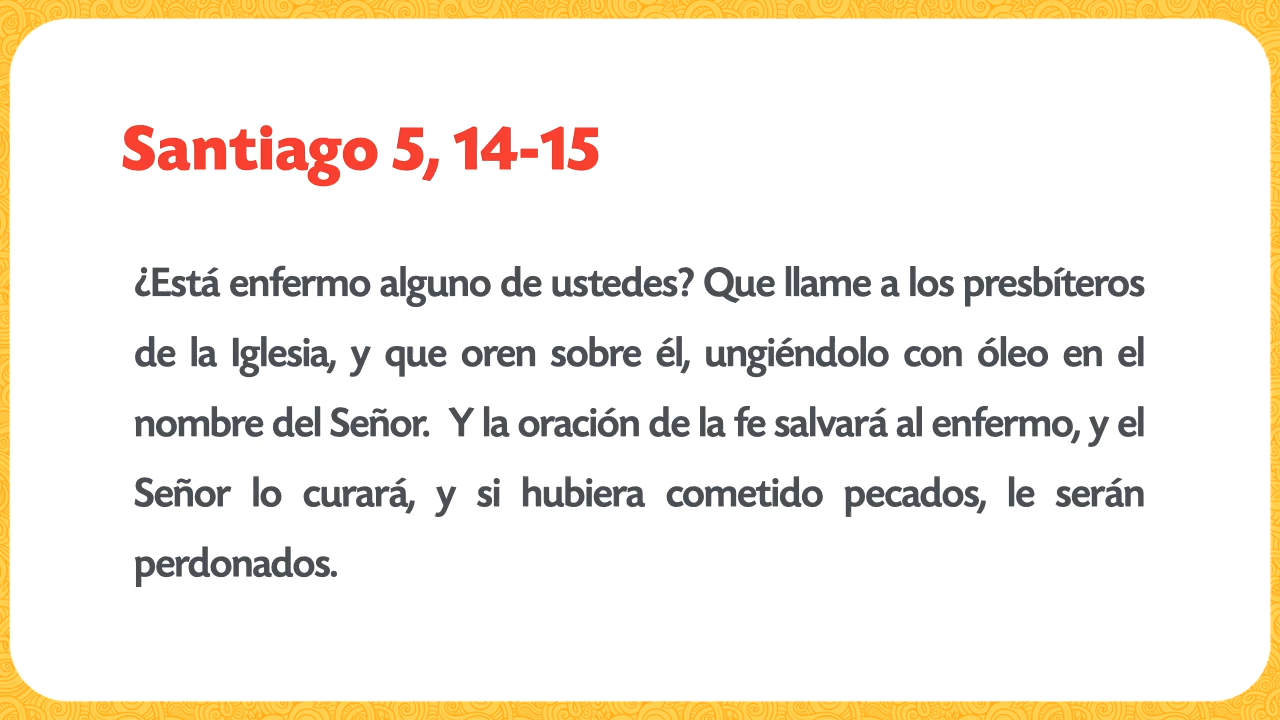 Santiago 5, 14-15
¿Está enfermo alguno de ustedes? Que llame a los presbíteros
de la Iglesia, y que oren sobre él, ungiéndolo con óleo en el
nombre del Señor.  Y la oración de la fe salvará al enfermo, y el
Señor lo curará, y si hubiera cometido pecados, le serán
perdonados.